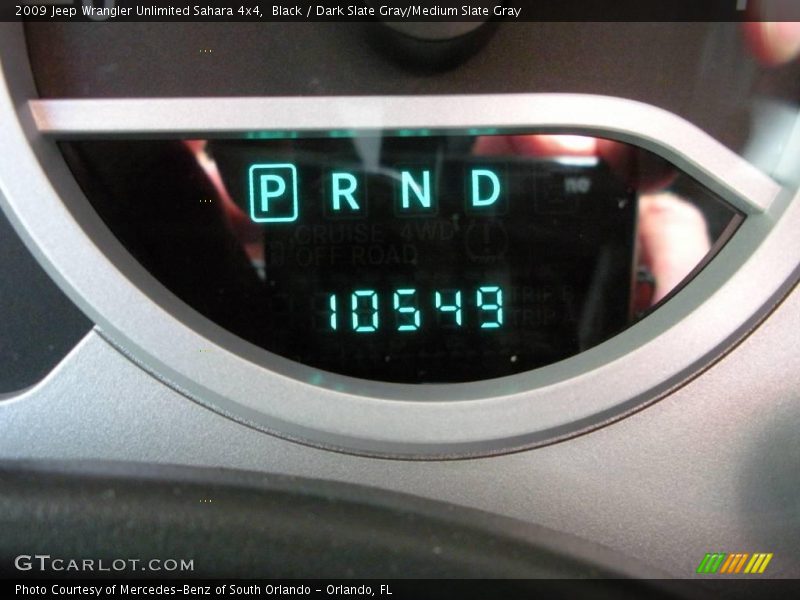 2009 Jeep Wrangler Unlimited Sahara 4x4, Black / Dark Slate Gray/Medium Slate Gray
P R N D
CRUISE 4WD
OFF ROAD
10549
GTCARLOT.COM
Photo Courtesy of Mercedes-Benz of South Orlando - Orlando, FL